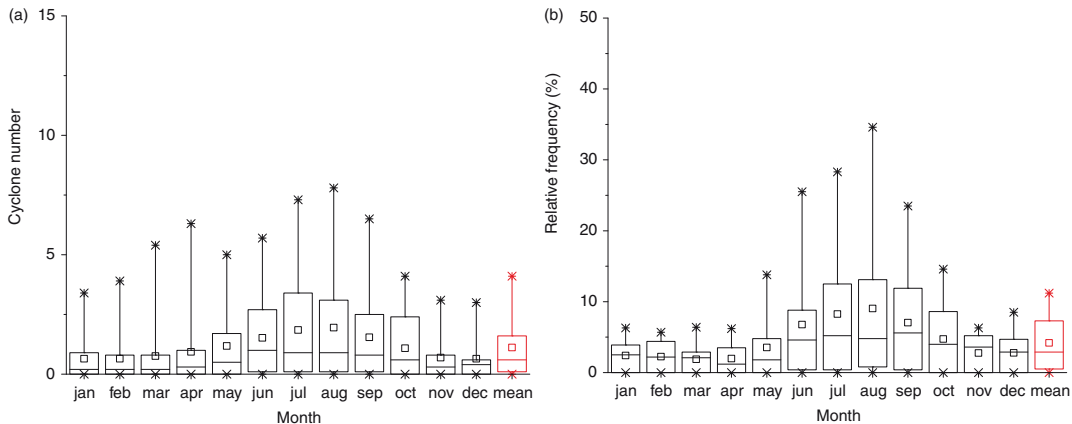 (a)
15
10
5
0
Cyclone number
jan feb mar apr may jun jul aug sep oct nov dec mean
Month
(b)
50
40
30
20
10
0
Relative frequency (%)
jan feb mar apr may jun jul aug sep oct nov dec mean
Month